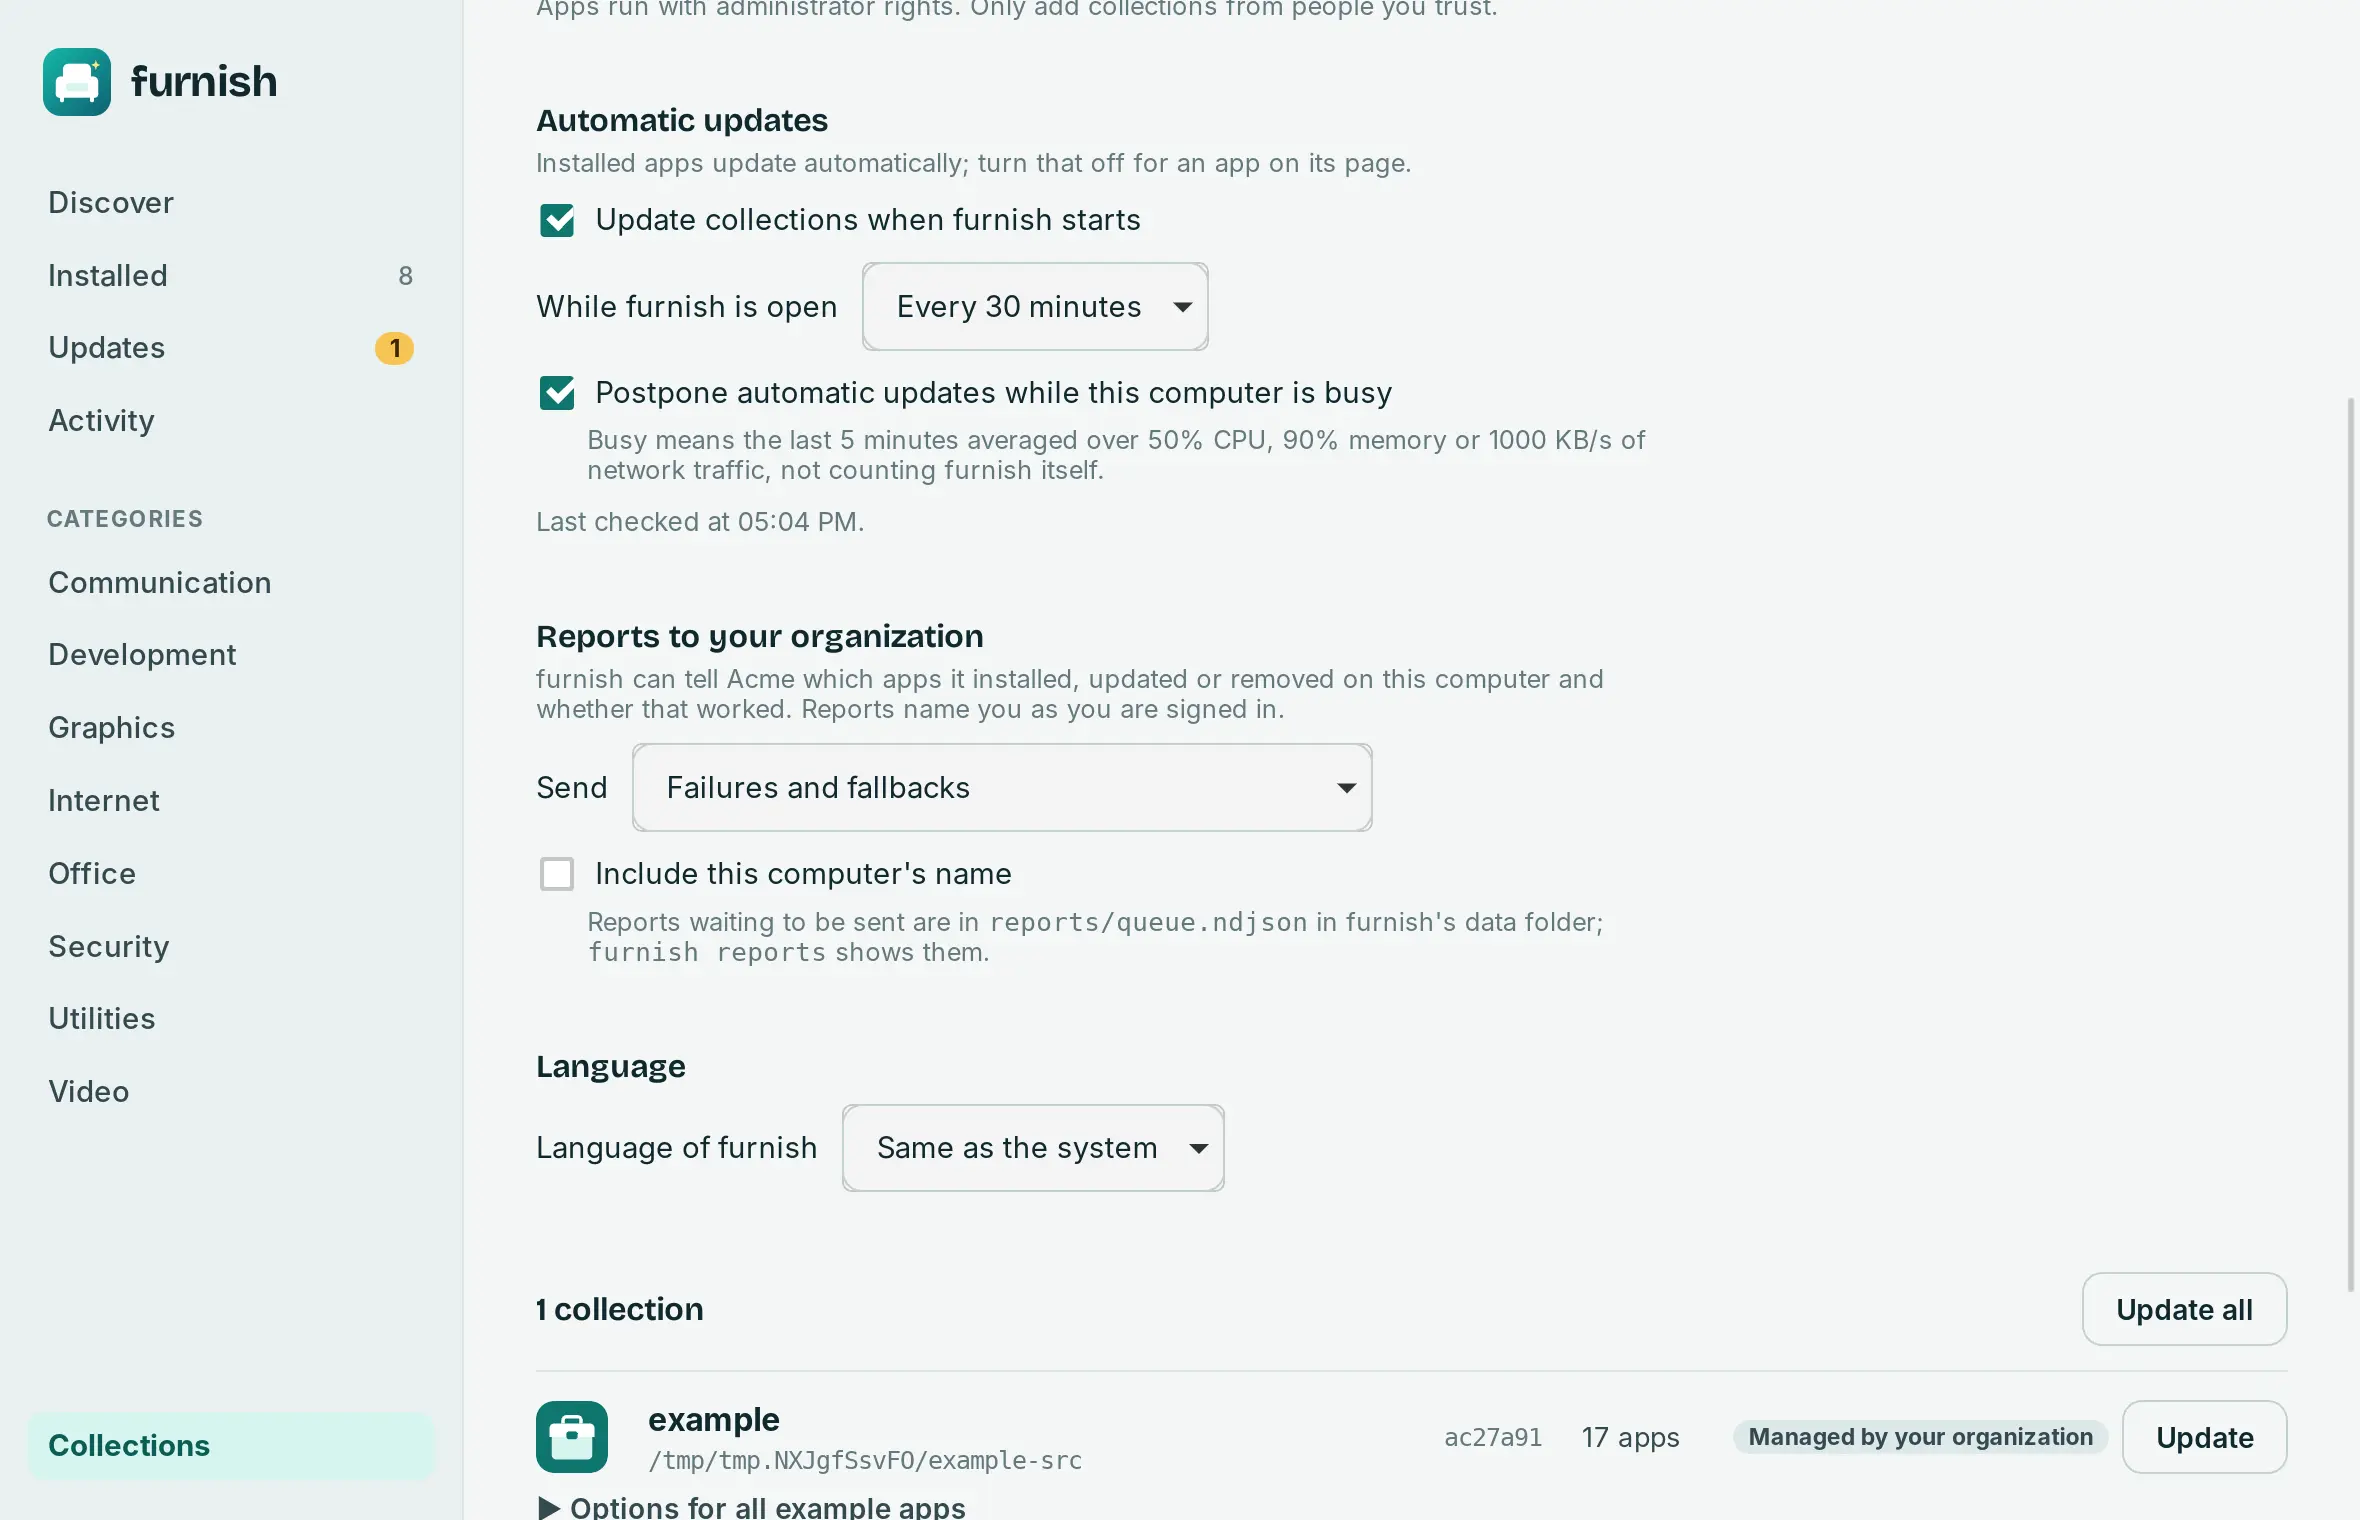 Apps run with administrator rights. Only add collections from people you trust.
furnish
Discover
Installed 8
Updates 1
Activity
CATEGORIES
Communication
Development
Graphics
Internet
Office
Security
Utilities
Video
Collections
Automatic updates
Installed apps update automatically; turn that off for an app on its page.
Update collections when furnish starts
While furnish is open Every 30 minutes
Postpone automatic updates while this computer is busy
Busy means the last 5 minutes averaged over 50% CPU, 90% memory or 1000 KB/s of
network traffic, not counting furnish itself.
Last checked at 05:04 PM.
Reports to your organization
furnish can tell Acme which apps it installed, updated or removed on this computer and
whether that worked. Reports name you as you are signed in.
Send Failures and fallbacks
Include this computer's name
Reports waiting to be sent are in reports/queue.ndjson in furnish's data folder;
furnish reports shows them.
Language
Language of furnish Same as the system
1 collection Update all
example
/tmp/tmp.NXJgfSsvFO/example-src
ac27a91 17 apps Managed by your organization Update
Options for all example apps